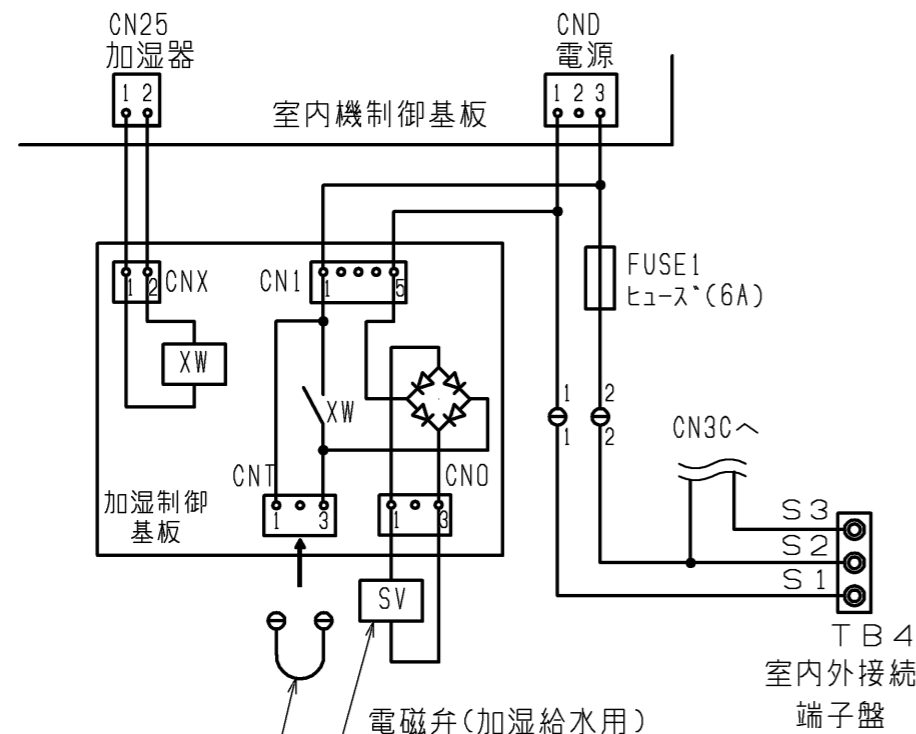 CN25
加湿器
1 2
CND
電源
1 2 3
室内機制御基板
CNX
1 2
CN1
1 5
FUSE1
ヒューズ(6A)
XW
XW
1 2
1 2
CN3Cへ
CNT
1 3
CNO
1 3
加湿制御
基板
S3
S2
S1
SV
TB4
室内外接続
端子盤
電磁弁(加湿給水用)